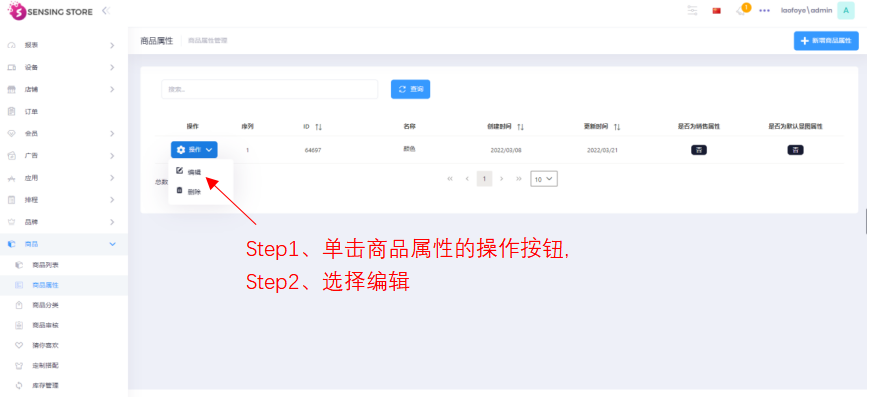 SENSING STORE
1
laofoye\admin
A
报表
设备
店铺
订单
会员
广告
应用
排程
品牌
商品
商品列表
商品属性
商品分类
商品审核
猜你喜欢
定制搭配
库存管理
商品属性
商品属性管理
新增商品属性
搜索...
查询
操作 序列 ID 名称 创建时间 更新时间 是否为销售属性 是否为默认显图属性
操作 1 64697 颜色 2022/03/08 2022/03/21 否 否
编辑
删除
总数
1
10
Step1、单击商品属性的操作按钮,
Step2、选择编辑